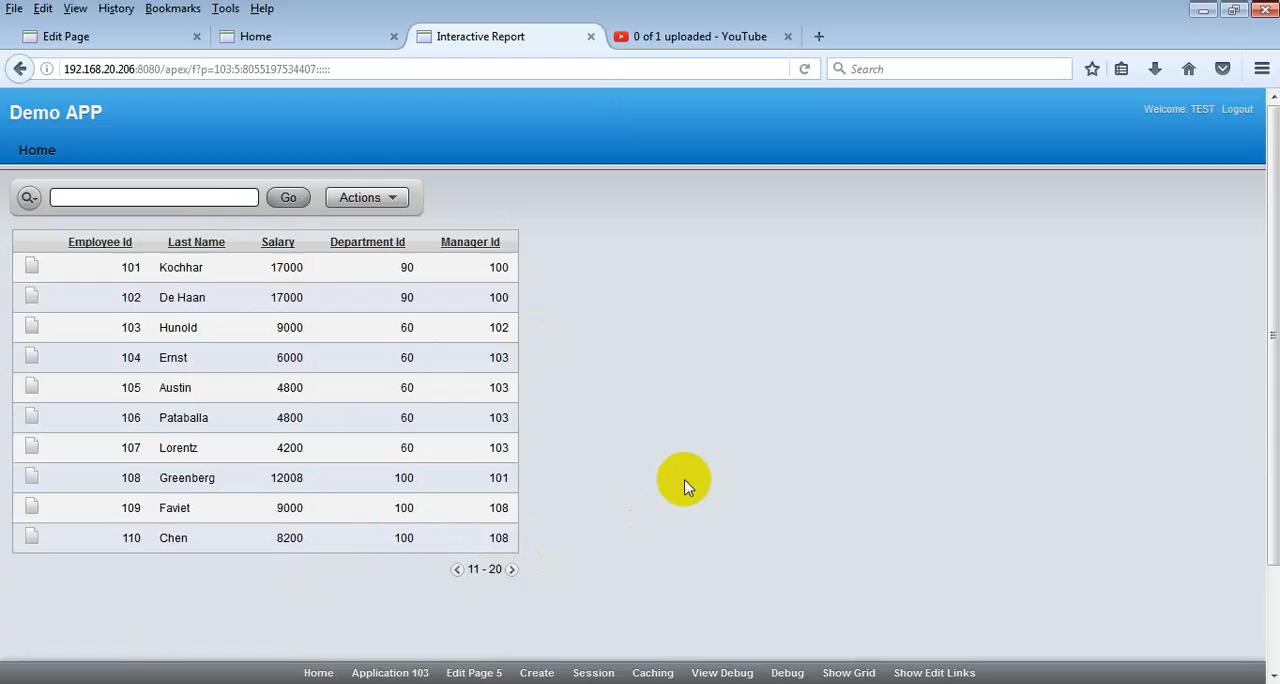 File Edit View History Bookmarks Tools Help
Edit Page Home Interactive Report 0 of 1 uploaded - YouTube
192.168.20.206:8080/apex/f?p=103:5:8055197534407::::: Search
Demo APP Welcome: TEST Logout
Home
Go Actions
Employee Id Last Name Salary Department Id Manager Id
101 Kochhar 17000 90 100
102 De Haan 17000 90 100
103 Hunold 9000 60 102
104 Ernst 6000 60 103
105 Austin 4800 60 103
106 Pataballa 4800 60 103
107 Lorentz 4200 60 103
108 Greenberg 12008 100 101
109 Faviet 9000 100 108
110 Chen 8200 100 108
11 - 20
Home Application 103 Edit Page 5 Create Session Caching View Debug Debug Show Grid Show Edit Links